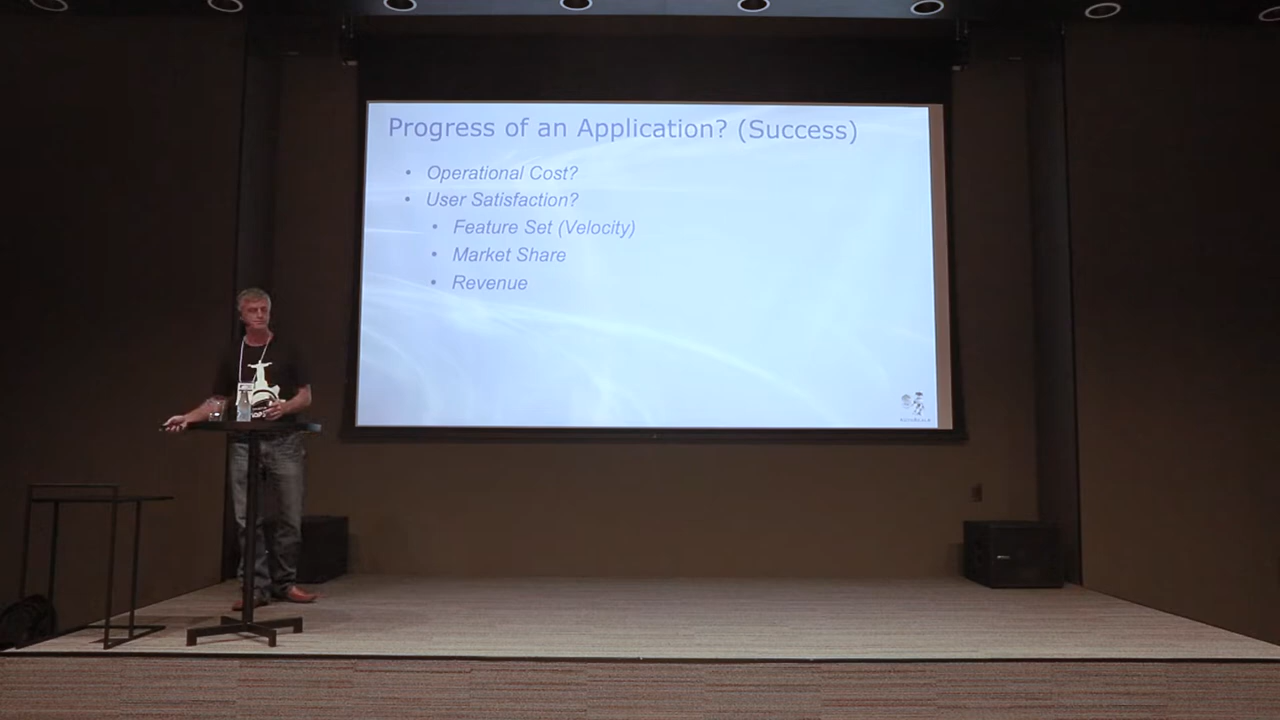 Progress of an Application? (Success)
• Operational Cost?
• User Satisfaction?
• Feature Set (Velocity)
• Market Share
• Revenue